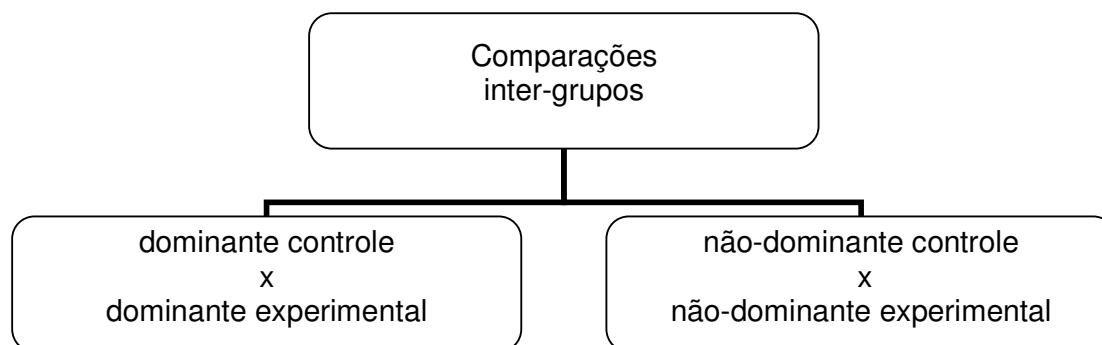 Comparações
inter-grupos
dominante controle
x
dominante experimental
não-dominante controle
x
não-dominante experimental